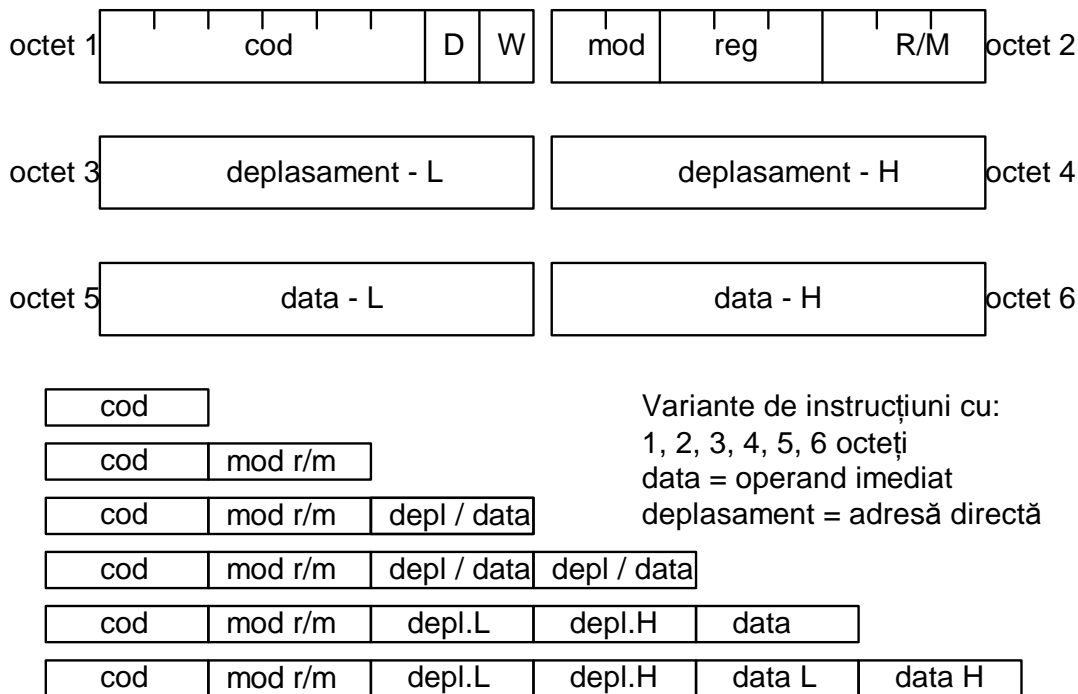 octet 1 cod D W mod reg R/M octet 2
octet 3 deplasament - L deplasament - H octet 4
octet 5 data - L data - H octet 6
cod
cod mod r/m
cod mod r/m depl / data
cod mod r/m depl / data depl / data
cod mod r/m depl.L depl.H data
cod mod r/m depl.L depl.H data L data H
Variante de instrucțiuni cu:
1, 2, 3, 4, 5, 6 octeți
data = operand imediat
deplasament = adresă directă